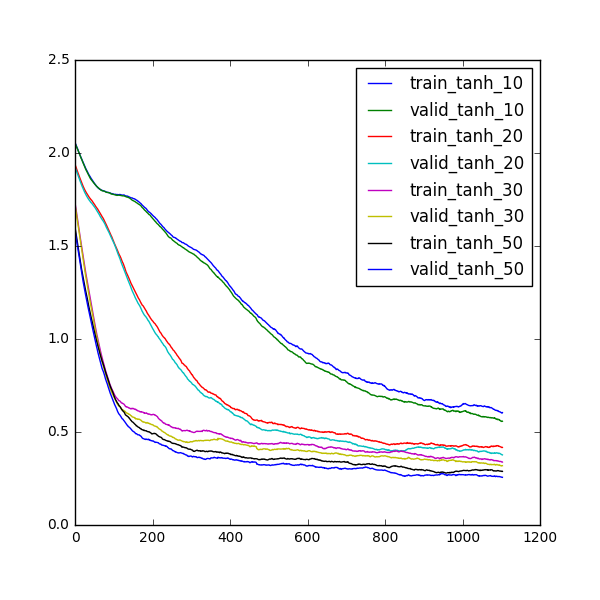 2.5
2.0
1.5
1.0
0.5
0.0
0 200 400 600 800 1000 1200
train_tanh_10
valid_tanh_10
train_tanh_20
valid_tanh_20
train_tanh_30
valid_tanh_30
train_tanh_50
valid_tanh_50